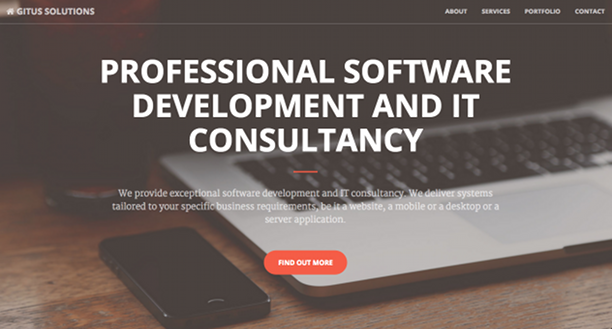 GITUS SOLUTIONS
ABOUT SERVICES PORTFOLIO CONTACT
PROFESSIONAL SOFTWARE
DEVELOPMENT AND IT
CONSULTANCY
We provide exceptional software development and IT consultancy. We deliver systems
tailored to your specific business requirements, be it a website, a mobile or a desktop or a
server application.
FIND OUT MORE